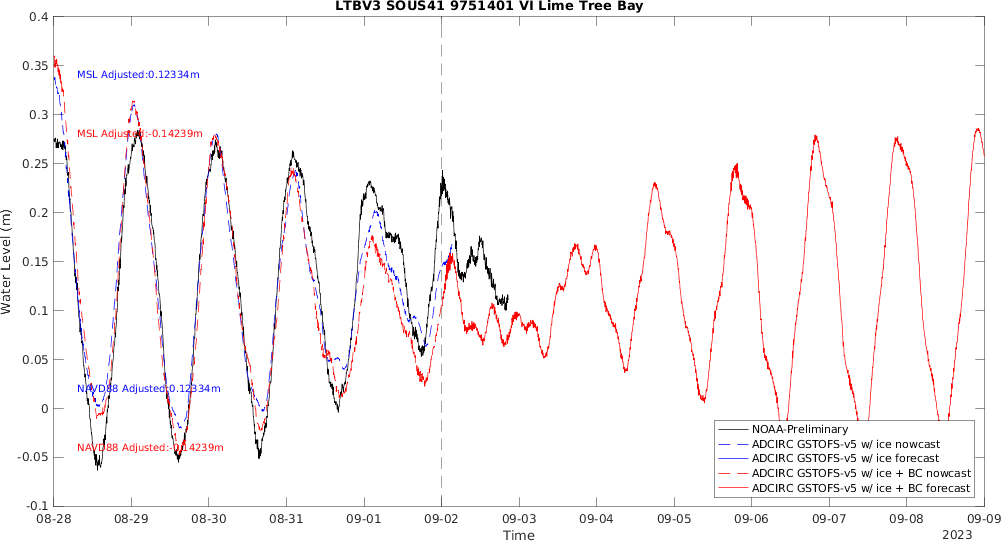 LTBV3 SOUS41 9751401 VI Lime Tree Bay
0.4
0.35
0.3
0.25
0.2
0.15
0.1
0.05
0
-0.05
-0.1
Water Level (m)
MSL Adjusted:0.12334m
MSL Adjusted:-0.14239m
NAVD88 Adjusted:0.12334m
NAVD88 Adjusted:-0.14239m
NOAA-Preliminary
ADCIRC GSTOFS-v5 w/ ice nowcast
ADCIRC GSTOFS-v5 w/ ice forecast
ADCIRC GSTOFS-v5 w/ ice + BC nowcast
ADCIRC GSTOFS-v5 w/ ice + BC forecast
08-28 08-29 08-30 08-31 09-01 09-02 09-03 09-04 09-05 09-06 09-07 09-08 09-09
Time
2023